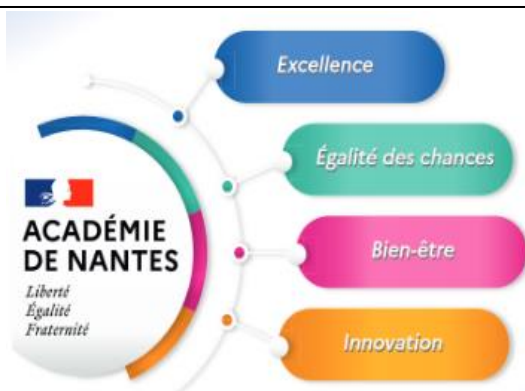 Excellence
Égalité des chances
ACADÉMIE
DE NANTES
Liberté
Égalité
Fraternité
Bien-être
Innovation